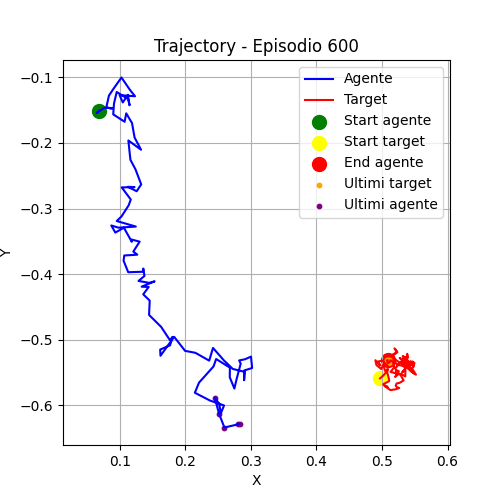 Trajectory - Episodio 600
Agente
Target
Start agente
Start target
End agente
Ultimi target
Ultimi agente
Y
−0.1
−0.2
−0.3
−0.4
−0.5
−0.6
0.1
0.2
0.3
0.4
0.5
0.6
X